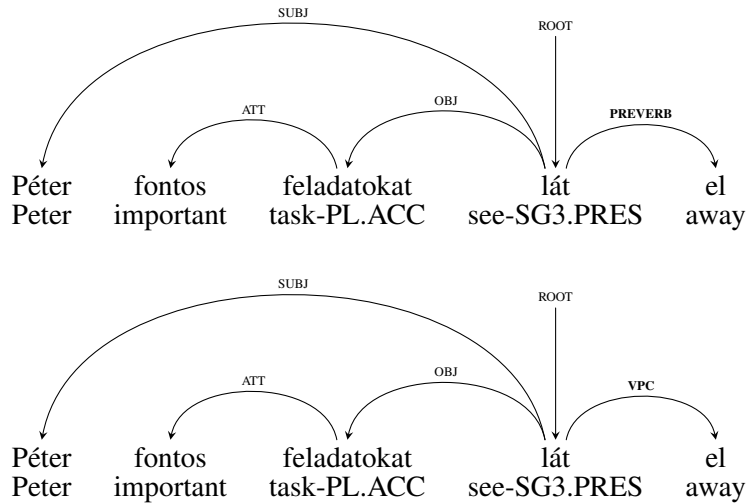 SUBJ ROOT
ATT OBJ PREVERB
Péter fontos feladatokat lát el
Peter important task-PL.ACC see-SG3.PRES away
SUBJ ROOT
ATT OBJ VPC
Péter fontos feladatokat lát el
Peter important task-PL.ACC see-SG3.PRES away